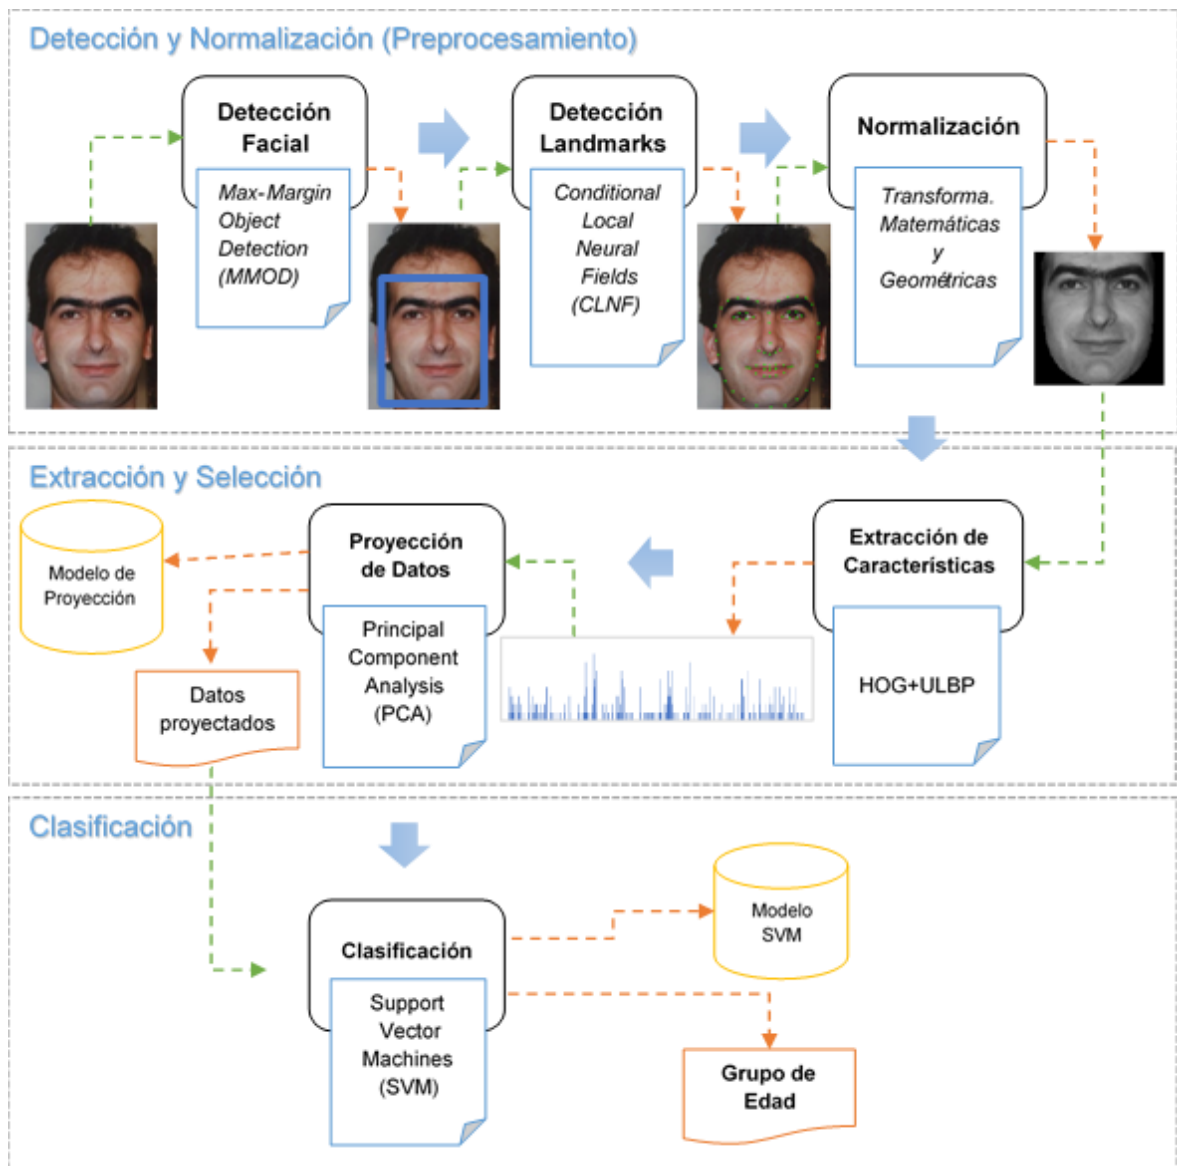 Detección y Normalización (Preprocesamiento)
Detección
Facial
Max-Margin
Object
Detection
(MMOD)
Detección
Landmarks
Conditional
Local
Neural
Fields
(CLNF)
Normalización
Transforma.
Matemáticas
y
Geométricas
Extracción y Selección
Modelo de
Proyección
Datos
proyectados
Proyección
de Datos
Principal
Component
Analysis
(PCA)
Extracción de
Características
HOG+ULBP
Clasificación
Clasificación
Support
Vector
Machines
(SVM)
Modelo
SVM
Grupo de
Edad